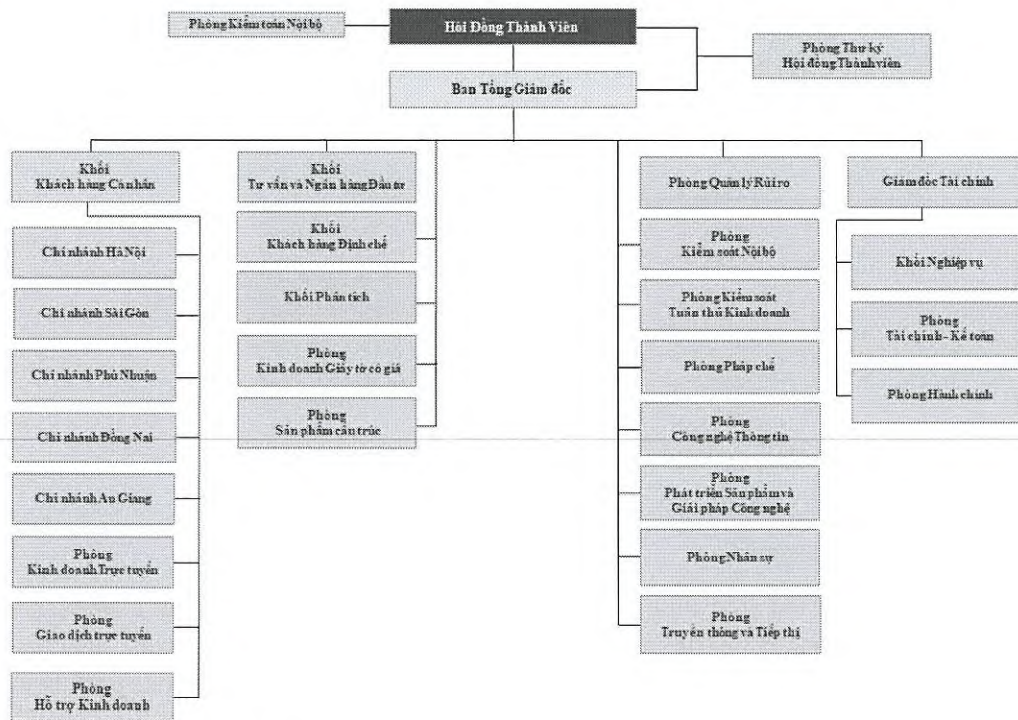 Phòng Kiểm toán Nội bộ
Hội Đồng Thành Viên
Phòng Thư ký
Hội đồng Thành viên
Ban Tổng Giám đốc
Khối
Khách hàng Cá nhân
Chi nhánh Hà Nội
Chi nhánh Sài Gòn
Chi nhánh Phú Nhuận
Chi nhánh Đồng Nai
Chi nhánh An Giang
Phòng
Kinh doanh Trực tuyến
Phòng
Giao dịch trực tuyến
Phòng
Hỗ trợ Kinh doanh
Khối
Tư vấn và Ngân hàng Đầu tư
Khối
Khách hàng Định chế
Khối Phân tích
Phòng
Kinh doanh Giấy tờ có giá
Phòng
Sản phẩm cấu trúc
Phòng Quản lý Rủi ro
Phòng
Kiểm soát Nội bộ
Phòng Kiểm soát
Tuân thủ Kinh doanh
Phòng Pháp chế
Phòng
Công nghệ Thông tin
Phòng
Phát triển Sản phẩm và
Giải pháp Công nghệ
Phòng Nhân sự
Phòng
Truyền thông và Tiếp thị
Giám đốc Tài chính
Khối Nghiệp vụ
Phòng
Tài chính - Kế toán
Phòng Hành chính